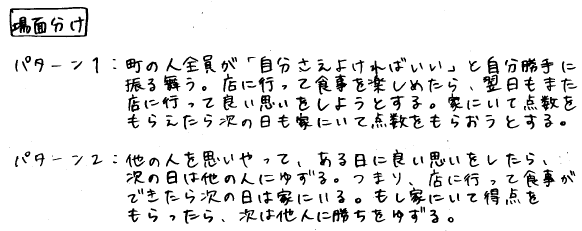 場面分け
パターン1：町の人全員が「自分さえよければいい」と自分勝手に
振る舞う。店に行って食事を楽しめたら、翌日もまた
店に行って良い思いをしようとする。家にいて点数を
もらえたら次の日も家にいて点数をもらおうとする。
パターン2：他の人を思いやって、ある日に良い思いをしたら、
次の日は他の人にゆずる。つまり、店に行って食事が
できたら次の日は家にいる。もし家にいて得点を
もらったら、次は他人に勝ちをゆずる。